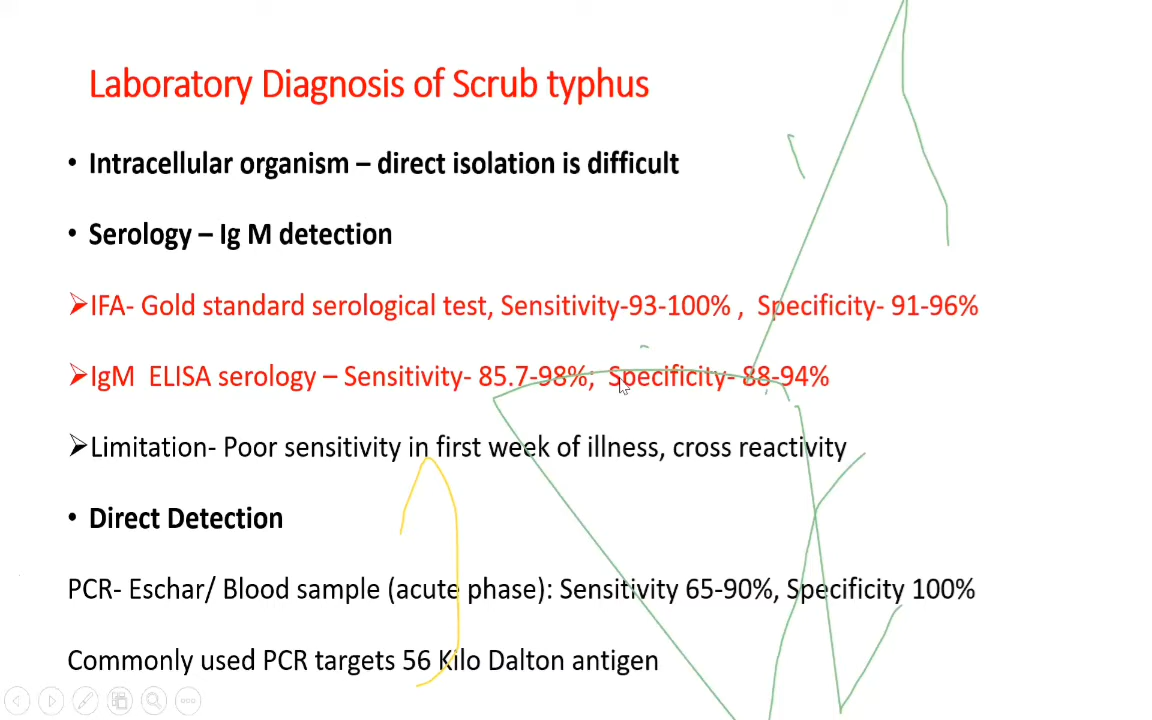 Laboratory Diagnosis of Scrub typhus
• Intracellular organism – direct isolation is difficult
• Serology – Ig M detection
➢IFA- Gold standard serological test, Sensitivity-93-100% ,  Specificity- 91-96%
➢IgM  ELISA serology – Sensitivity- 85.7-98%;  Specificity- 88-94%
➢Limitation- Poor sensitivity in first week of illness, cross reactivity
• Direct Detection
PCR- Eschar/ Blood sample (acute phase): Sensitivity 65-90%, Specificity 100%
Commonly used PCR targets 56 Kilo Dalton antigen